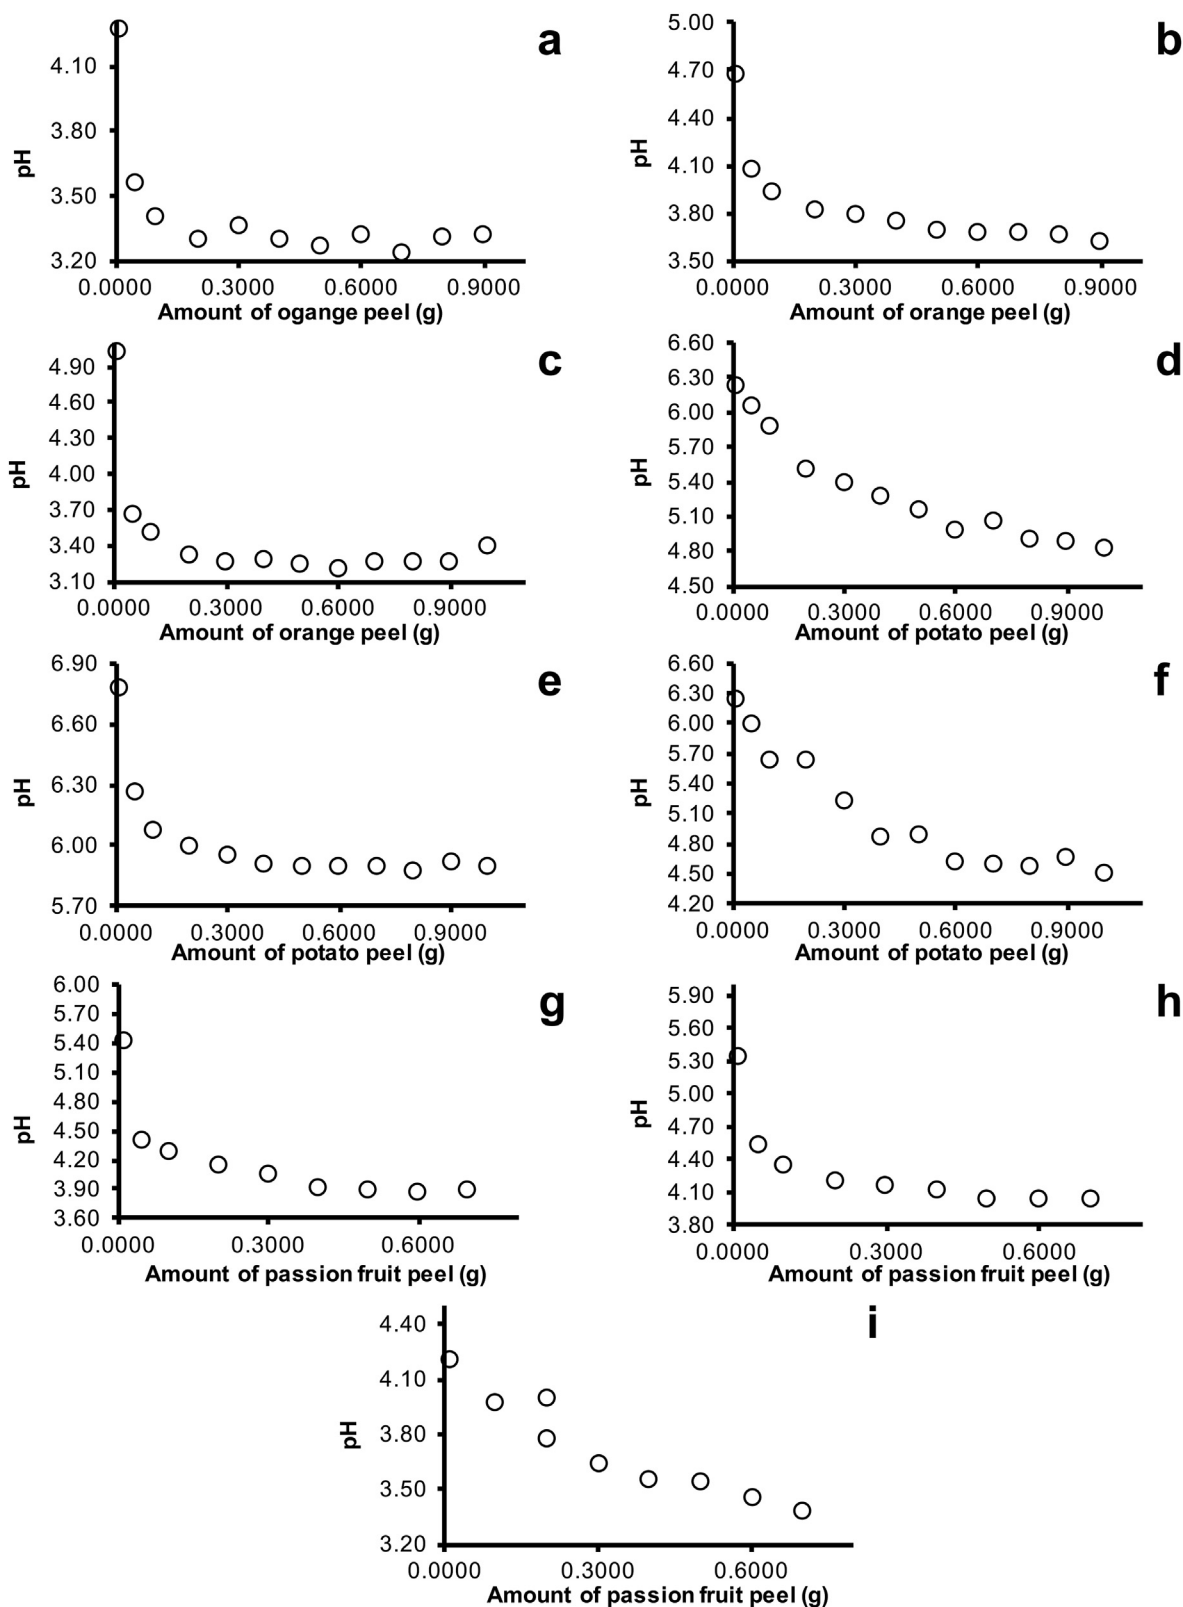 a
4.10
3.80
3.50
3.20
pH
0.0000 0.3000 0.6000 0.9000
Amount of ogange peel (g)
b
5.00
4.70
4.40
4.10
3.80
3.50
pH
0.0000 0.3000 0.6000 0.9000
Amount of orange peel (g)
c
4.90
4.60
4.30
4.00
3.70
3.40
3.10
pH
0.0000 0.3000 0.6000 0.9000
Amount of orange peel (g)
d
6.60
6.30
6.00
5.70
5.40
5.10
4.80
4.50
pH
0.0000 0.3000 0.6000 0.9000
Amount of potato peel (g)
e
6.90
6.60
6.30
6.00
5.70
pH
0.0000 0.3000 0.6000 0.9000
Amount of potato peel (g)
f
6.60
6.30
6.00
5.70
5.40
5.10
4.80
4.50
4.20
pH
0.0000 0.3000 0.6000 0.9000
Amount of potato peel (g)
g
6.00
5.70
5.40
5.10
4.80
4.50
4.20
3.90
3.60
pH
0.0000 0.3000 0.6000
Amount of passion fruit peel (g)
h
5.90
5.60
5.30
5.00
4.70
4.40
4.10
3.80
pH
0.0000 0.3000 0.6000
Amount of passion fruit peel (g)
i
4.40
4.10
3.80
3.50
3.20
pH
0.0000 0.3000 0.6000
Amount of passion fruit peel (g)